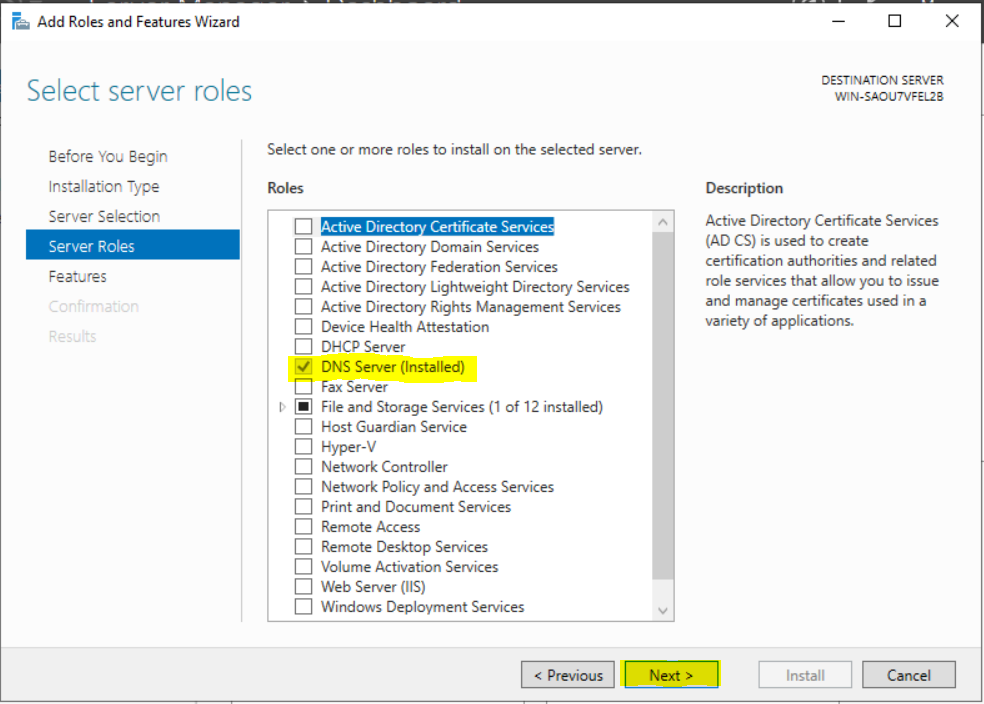 Add Roles and Features Wizard
Select server roles
DESTINATION SERVER
WIN-SAOU7VFEL2B
Before You Begin
Installation Type
Server Selection
Server Roles
Features
Confirmation
Results
Select one or more roles to install on the selected server.
Roles
Active Directory Certificate Services
Active Directory Domain Services
Active Directory Federation Services
Active Directory Lightweight Directory Services
Active Directory Rights Management Services
Device Health Attestation
DHCP Server
DNS Server (Installed)
Fax Server
File and Storage Services (1 of 12 installed)
Host Guardian Service
Hyper-V
Network Controller
Network Policy and Access Services
Print and Document Services
Remote Access
Remote Desktop Services
Volume Activation Services
Web Server (IIS)
Windows Deployment Services
Description
Active Directory Certificate Services
(AD CS) is used to create
certification authorities and related
role services that allow you to issue
and manage certificates used in a
variety of applications.
< Previous
Next >
Install
Cancel